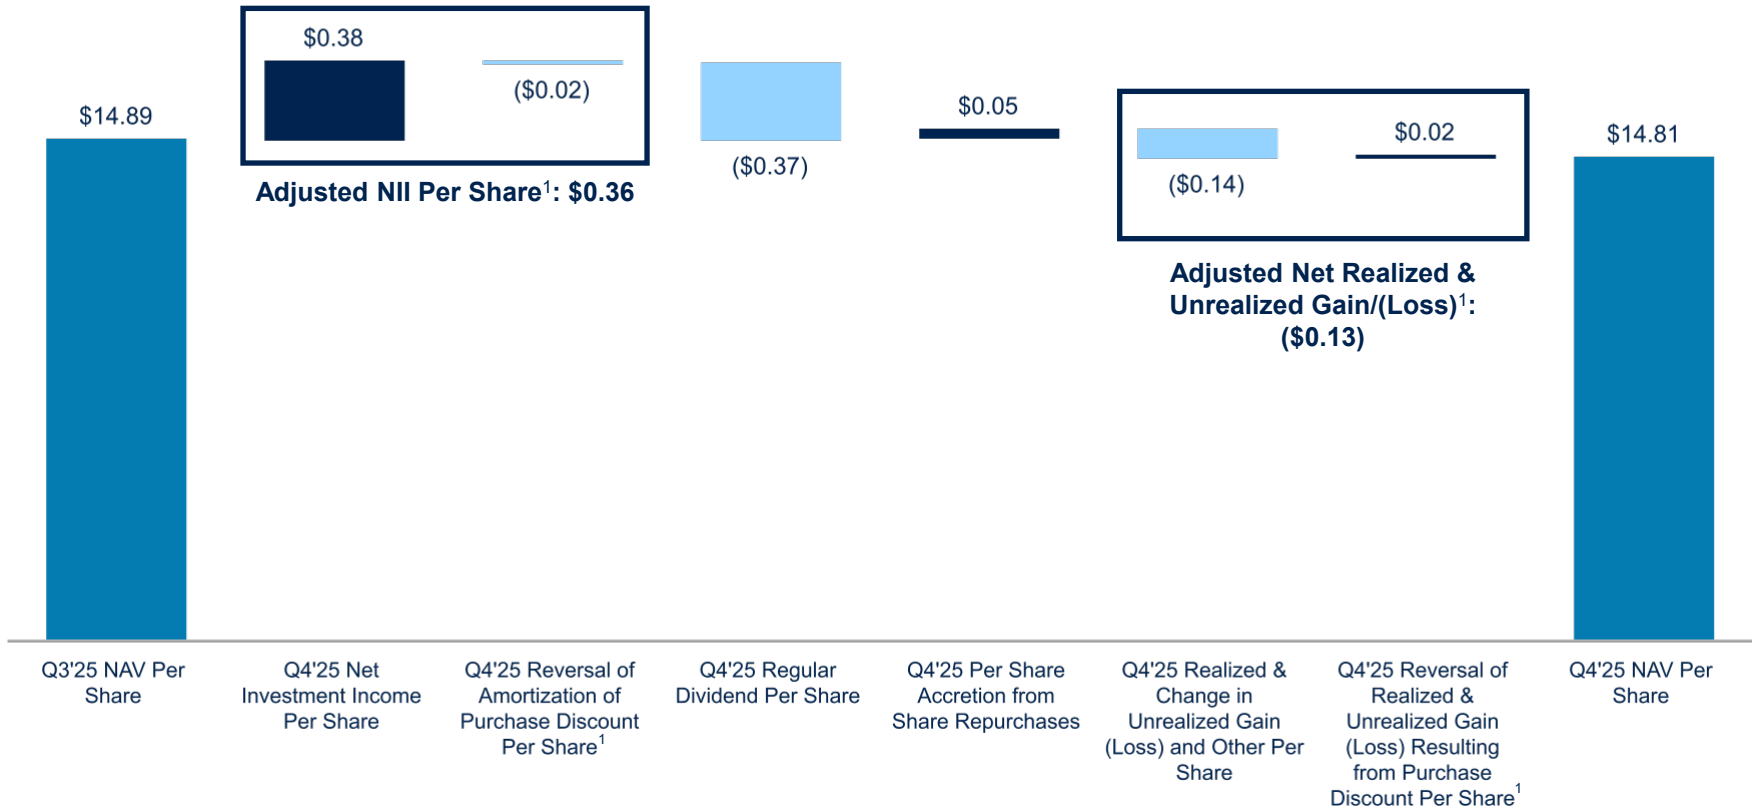 $14.89
$0.38
($0.02)
Adjusted NII Per Share1: $0.36
($0.37)
$0.05
($0.14)
$0.02
Adjusted Net Realized &
Unrealized Gain/(Loss)1:
($0.13)
$14.81
Q3'25 NAV Per
Share
Q4'25 Net
Investment Income
Per Share
Q4'25 Reversal of
Amortization of
Purchase Discount
Per Share1
Q4'25 Regular
Dividend Per Share
Q4'25 Per Share
Accretion from
Share Repurchases
Q4'25 Realized &
Change in
Unrealized Gain
(Loss) and Other Per
Share
Q4'25 Reversal of
Realized &
Unrealized Gain
(Loss) Resulting
from Purchase
Discount Per Share1
Q4'25 NAV Per
Share